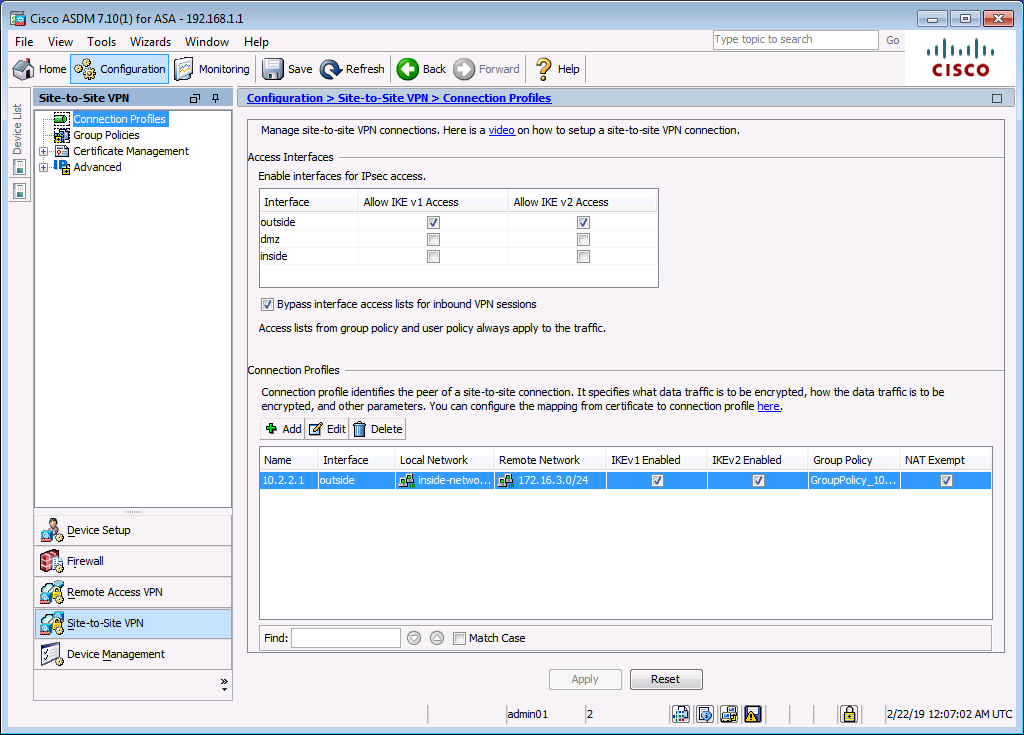 Cisco ASDM 7.10(1) for ASA - 192.168.1.1
File View Tools Wizards Window Help
Type topic to search Go
CISCO
Home Configuration Monitoring Save Refresh Back Forward Help
Device List
Site-to-Site VPN
Connection Profiles
Group Policies
Certificate Management
Advanced
Device Setup
Firewall
Remote Access VPN
Site-to-Site VPN
Device Management
Configuration > Site-to-Site VPN > Connection Profiles
Manage site-to-site VPN connections. Here is a video on how to setup a site-to-site VPN connection.
Access Interfaces
Enable interfaces for IPsec access.
Interface Allow IKE v1 Access Allow IKE v2 Access
outside
dmz
inside
Bypass interface access lists for inbound VPN sessions
Access lists from group policy and user policy always apply to the traffic.
Connection Profiles
Connection profile identifies the peer of a site-to-site connection. It specifies what data traffic is to be encrypted, how the data traffic is to be
encrypted, and other parameters. You can configure the mapping from certificate to connection profile here.
Add Edit Delete
Name Interface Local Network Remote Network IKEv1 Enabled IKEv2 Enabled Group Policy NAT Exempt
10.2.2.1 outside inside-netwo... 172.16.3.0/24 GroupPolicy_10...
Find: Match Case
Apply Reset
admin01 2 2/22/19 12:07:02 AM UTC